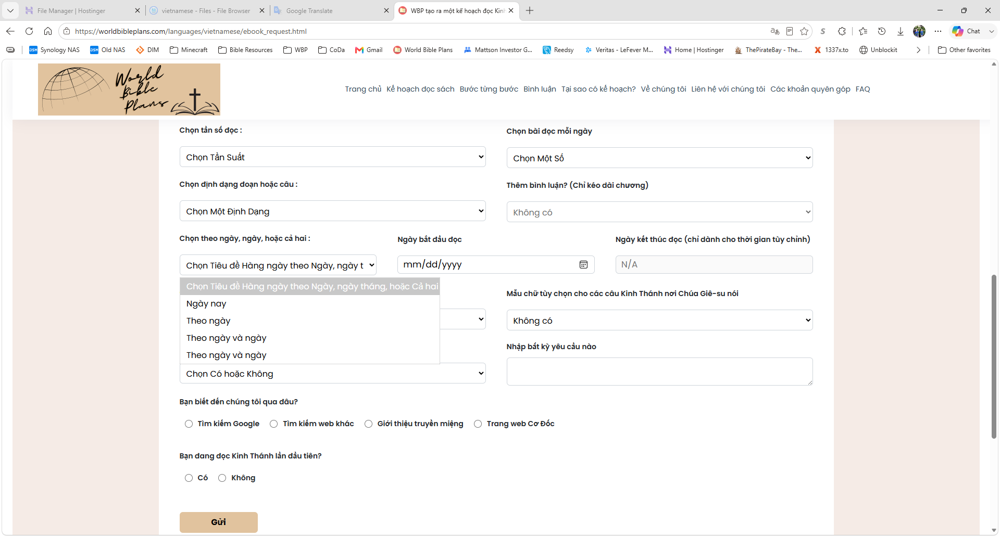 File Manager | Hostinger
vietnamese - Files - File Browser
Google Translate
WBP tạo ra một kế hoạch đọc Kin
https://worldbibleplans.com/languages/vietnamese/ebook_request.html
Chat
Synology NAS
Old NAS
DIM
Minecraft
Bible Resources
WBP
CoDa
Gmail
World Bible Plans
Mattson Investor G...
Reedsy
Veritas - LeFever M...
Home | Hostinger
ThePirateBay - The...
1337x.to
Unblockit
Other favorites
World
Bible
Plans
Trang chủ Kế hoạch đọc sách Bước từng bước Bình luận Tại sao có kế hoạch? Về chúng tôi Liên hệ với chúng tôi Các khoản quyên góp FAQ
Chọn tần số đọc :
Chọn bài đọc mỗi ngày
Chọn Tần Suất
Chọn Một Số
Chọn định dạng đoạn hoặc câu :
Thêm bình luận? (Chỉ kéo dài chương)
Chọn Một Định Dạng
Không có
Chọn theo ngày, ngày, hoặc cả hai :
Ngày bắt đầu đọc
Ngày kết thúc đọc (chỉ dành cho thời gian tùy chỉnh)
Chọn Tiêu đề Hàng ngày theo Ngày, ngày t
mm/dd/yyyy
N/A
Chọn Tiêu đề Hàng ngày theo Ngày, ngày tháng, hoặc Cả hai
Ngày nay
Theo ngày
Theo ngày và ngày
Theo ngày và ngày
Mẫu chữ tùy chọn cho các câu Kinh Thánh nơi Chúa Giê-su nói
Không có
Nhập bất kỳ yêu cầu nào
Chọn Có hoặc Không
Bạn biết đến chúng tôi qua đâu?
Tìm kiếm Google
Tìm kiếm web khác
Giới thiệu truyền miệng
Trang web Cơ Đốc
Bạn đang đọc Kinh Thánh lần đầu tiên?
Có
Không
Gửi